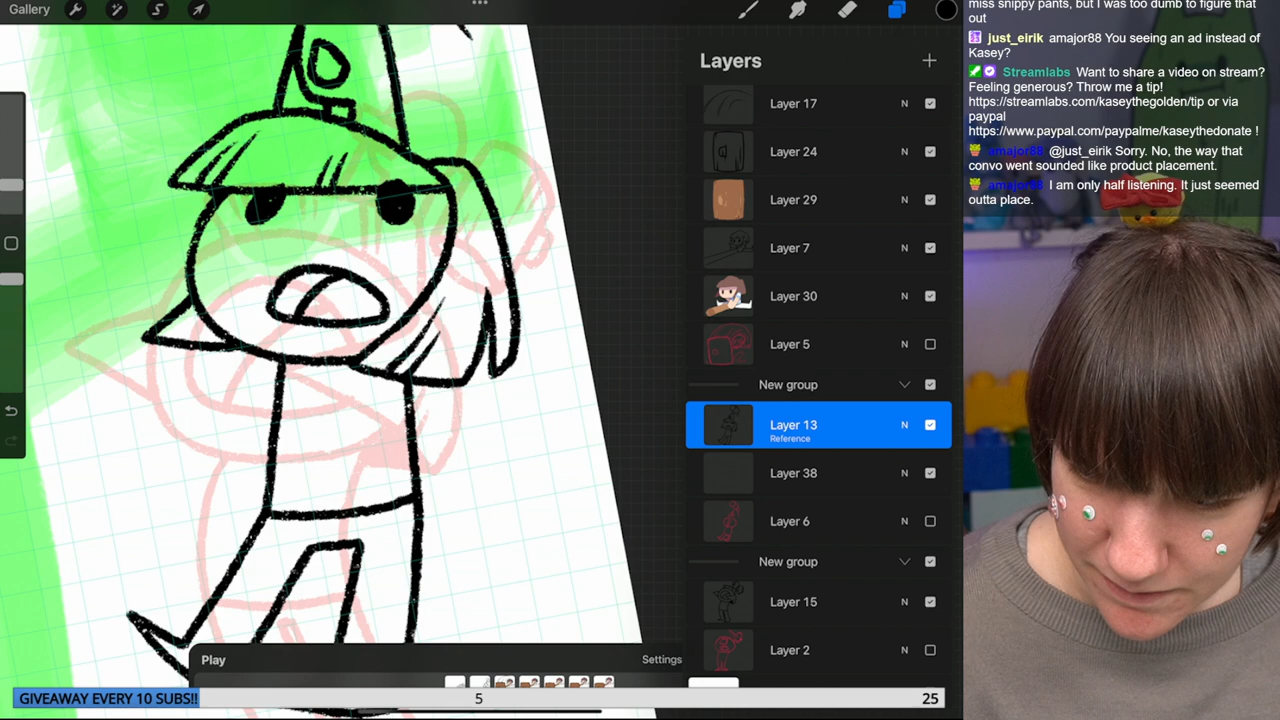 Gallery
Layers
Layer 17 N
Layer 24 N
Layer 29 N
Layer 7 N
Layer 30 N
Layer 5 N
New group
Layer 13 N
Reference
Layer 38 N
Layer 6 N
New group
Layer 15 N
Layer 2 N
Play Settings
GIVEAWAY EVERY 10 SUBS!! 5 25
miss snippy pants, but I was too dumb to figure that
out
just_eirik amajor88 You seeing an ad instead of
Kasey?
Streamlabs Want to share a video on stream?
Feeling generous? Throw me a tip!
https://streamlabs.com/kaseythegolden/tip or via
paypal
https://www.paypal.com/paypalme/kaseythedonate !
amajor88 @just_eirik Sorry. No, the way that
convo went sounded like product placement.
amajor88 I am only half listening. It just seemed
outta place.